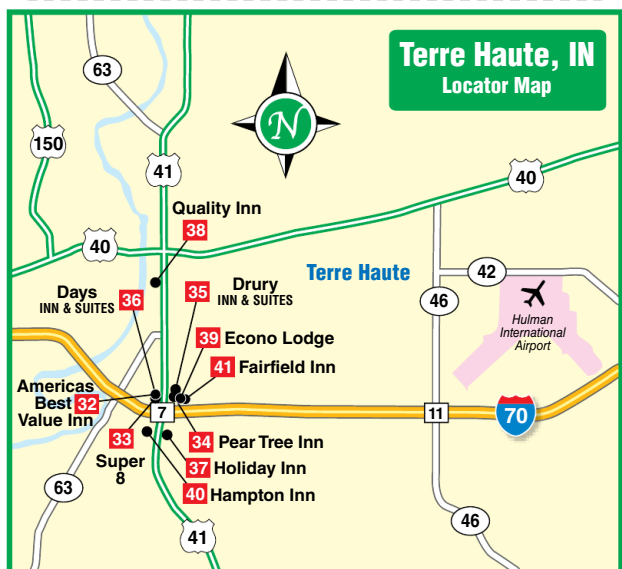 Terre Haute, IN
Locator Map
63
150
41
N
40
Quality Inn
38
40
Terre Haute
42
Days
INN & SUITES
36
35
Drury
INN & SUITES
46
Hulman
International
Airport
39
Econo Lodge
41
Fairfield Inn
Americas
Best
Value Inn
32
7
11
70
33
Super
8
34
Pear Tree Inn
37
Holiday Inn
40
Hampton Inn
63
41
46